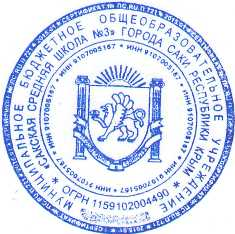 МУНИЦИПАЛЬНОЕ БЮДЖЕТНОЕ ОБЩЕОБРАЗОВАТЕЛЬНОЕ УЧРЕЖДЕНИЕ
«САКСКАЯ СРЕДНЯЯ ШКОЛА №3» ГОРОДА САКИ РЕСПУБЛИКИ КРЫМ
* ИНН 9107005167 * ИНН 9107005167 * ИНН 9107005167 * ИНН 9107005167
ОГРН 1159102004490